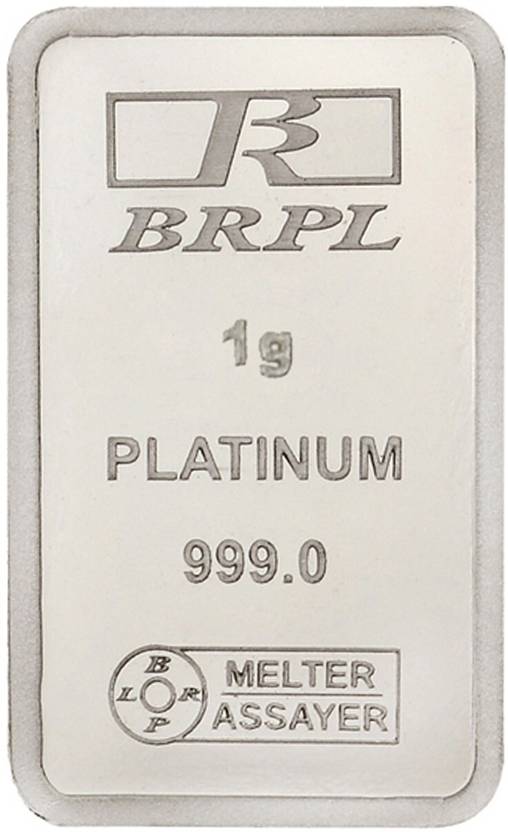 R
BRPL
1g
PLATINUM
999.0
B
L R
P
MELTER
ASSAYER